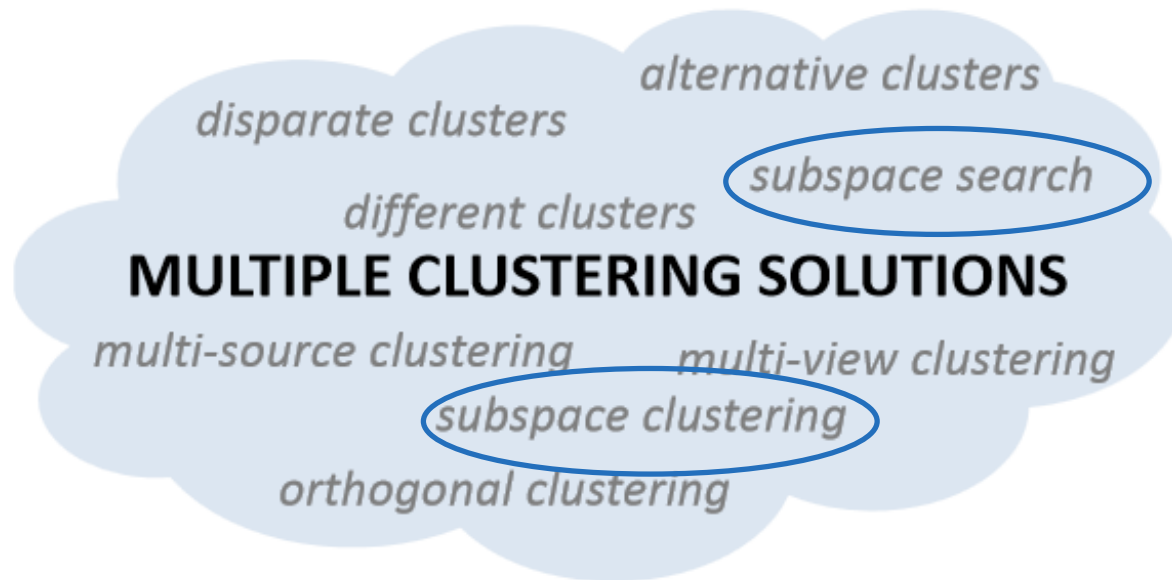 alternative clusters
disparate clusters
subspace search
different clusters
MULTIPLE CLUSTERING SOLUTIONS
multi-source clustering
multi-view clustering
subspace clustering
orthogonal clustering